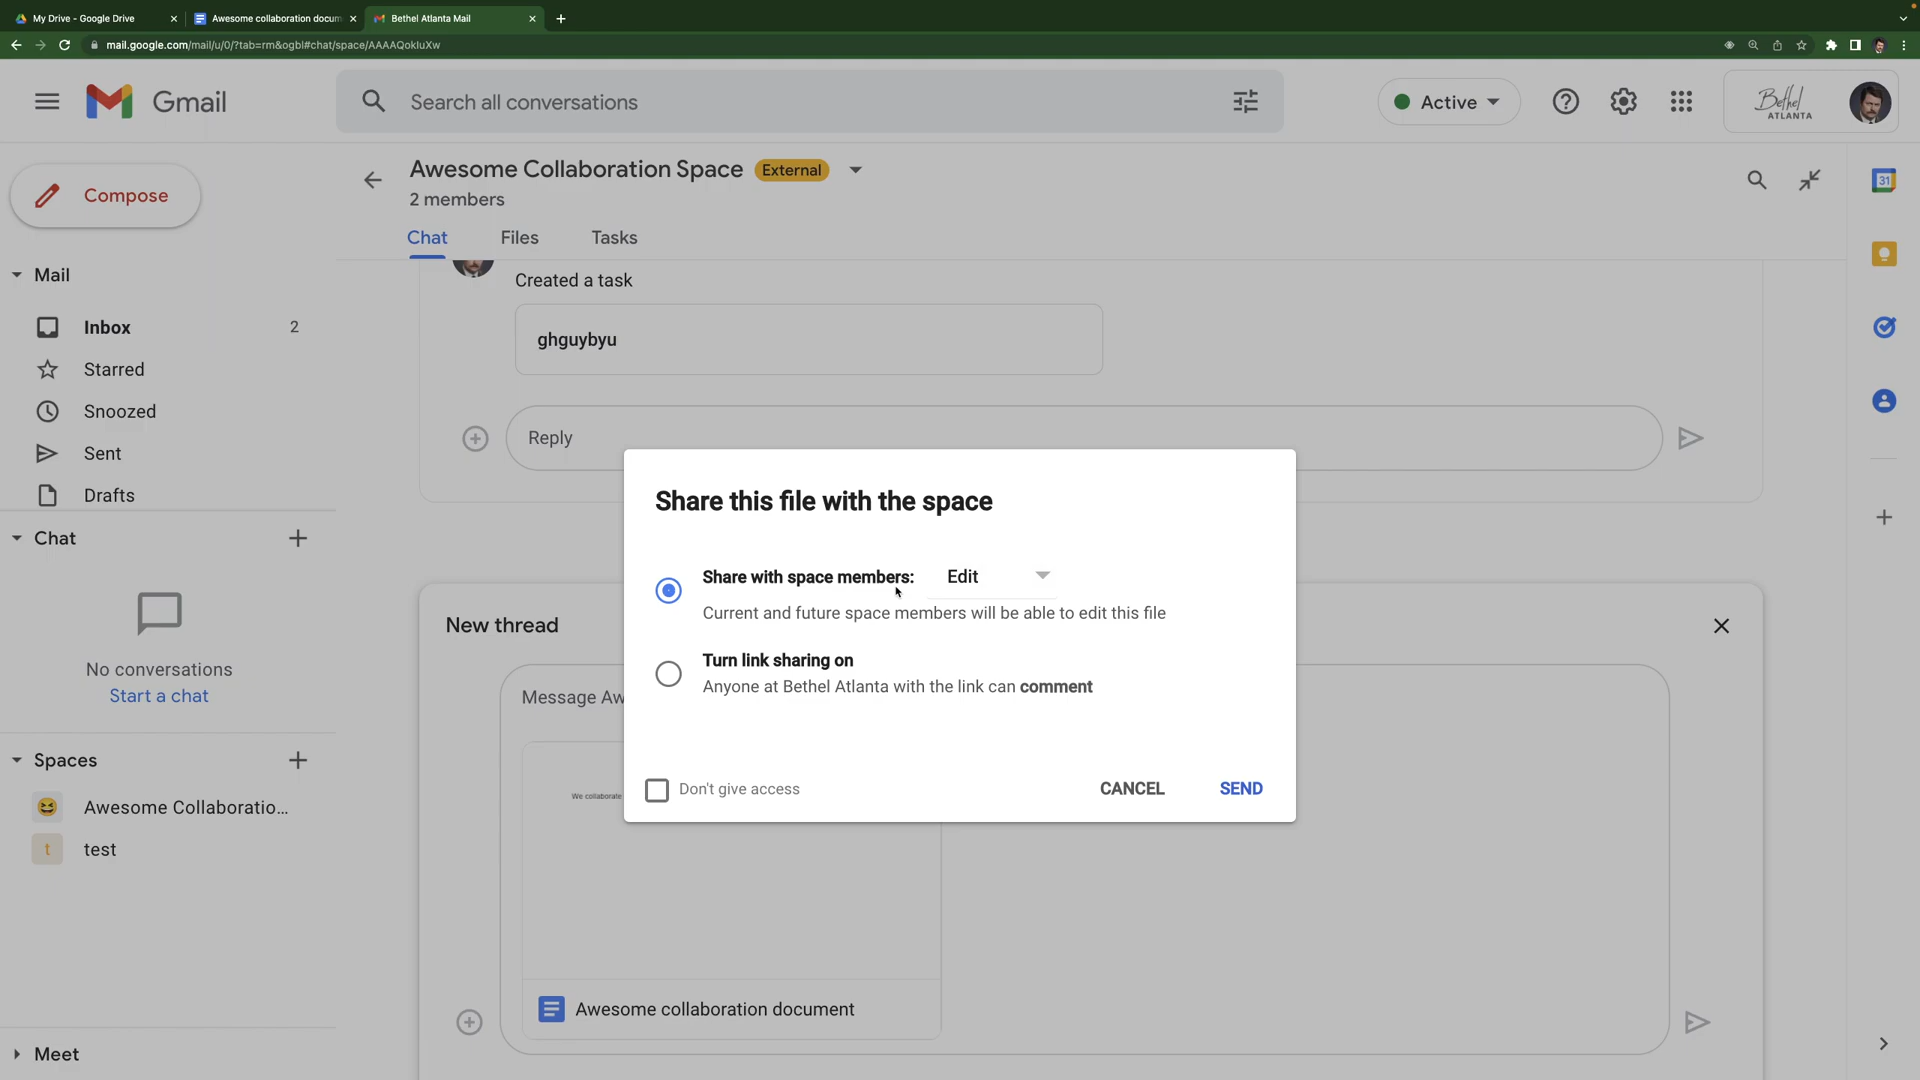 My Drive - Google Drive
Awesome collaboration docum
Bethel Atlanta Mail
mail.google.com/mail/u/0/?tab=rm&ogbl#chat/space/AAAAQokIuXw
Gmail
Search all conversations
Active
Bethel
ATLANTA
Compose
Awesome Collaboration Space
External
2 members
Chat
Files
Tasks
31
Mail
Inbox
2
Starred
Snoozed
Sent
Drafts
Created a task
ghguybyu
Reply
Chat
No conversations
Start a chat
Spaces
Awesome Collaboratio...
t
test
Meet
New thread
Message Aw
We collaborate
Awesome collaboration document
Share this file with the space
Share with space members:
Edit
Current and future space members will be able to edit this file
Turn link sharing on
Anyone at Bethel Atlanta with the link can comment
Don't give access
CANCEL
SEND